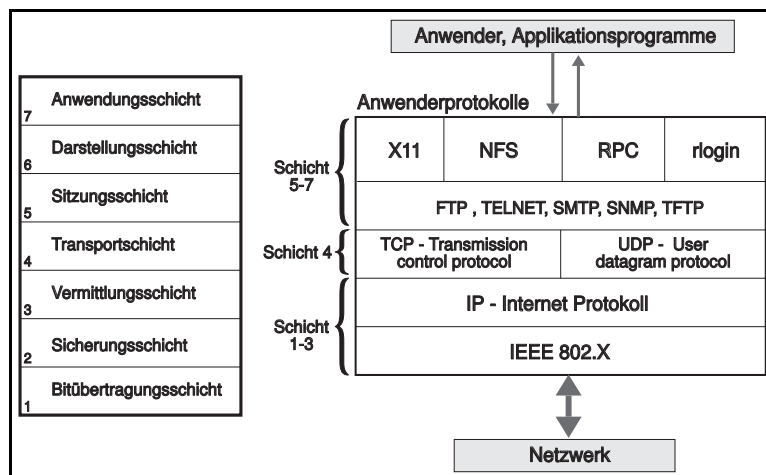 Anwender, Applikationsprogramme
Anwenderprotokolle
7 Anwendungsschicht
6 Darstellungsschicht
5 Sitzungsschicht
4 Transportschicht
3 Vermittlungsschicht
2 Sicherungsschicht
1 Bitübertragungsschicht
Schicht
5-7
X11 NFS RPC rlogin
FTP , TELNET, SMTP, SNMP, TFTP
Schicht 4
TCP - Transmission
control protocol
UDP - User
datagram protocol
Schicht
1-3
IP - Internet Protokoll
IEEE 802.X
Netzwerk